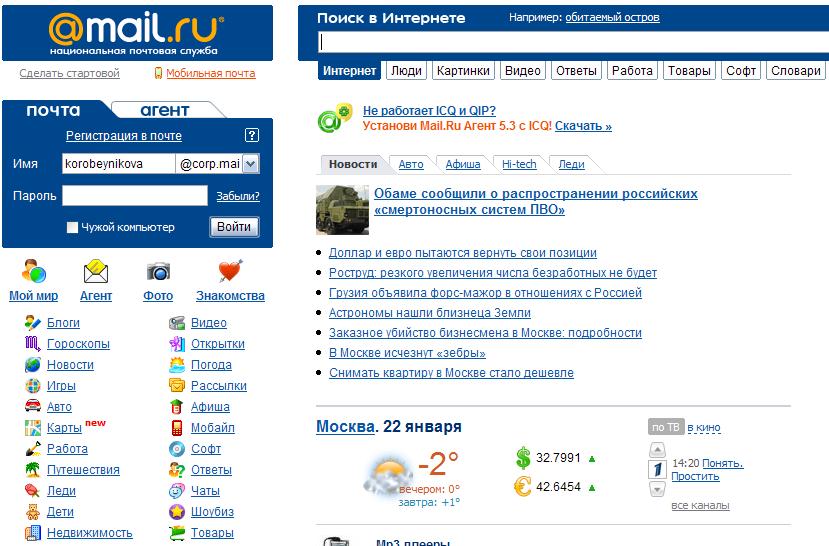 @mail.ru
национальная почтовая служба
Сделать стартовой
Мобильная почта
почта
агент
Регистрация в почте
?
Имя
korobeynikova
@corp.mai
Пароль
Забыли?
Чужой компьютер
Войти
Мой мир
Агент
Фото
Знакомства
Блоги
Видео
Гороскопы
Открытки
Новости
Погода
Игры
Рассылки
Авто
Афиша
Карты new
Мобайл
Работа
Софт
Путешествия
Ответы
Леди
Чаты
Дети
Шоубиз
Недвижимость
Товары
Поиск в Интернете
Например: обитаемый остров
Интернет
Люди
Картинки
Видео
Ответы
Работа
Товары
Софт
Словари
Не работает ICQ и QIP?
Установи Mail.Ru Агент 5.3 с ICQ! Скачать »
Новости
Авто
Афиша
Hi-tech
Леди
Обаме сообщили о распространении российских
«смертоносных систем ПВО»
Доллар и евро пытаются вернуть свои позиции
Роструд: резкого увеличения числа безработных не будет
Грузия объявила форс-мажор в отношениях с Россией
Астрономы нашли близнеца Земли
Заказное убийство бизнесмена в Москве: подробности
В Москве исчезнут «зебры»
Снимать квартиру в Москве стало дешевле
Москва. 22 января
-2°
вечером: 0°
завтра: +1°
$ 32.7991
€ 42.6454
по ТВ
в кино
1
14:20 Понять.
Простить
все каналы
Mp3 плееры